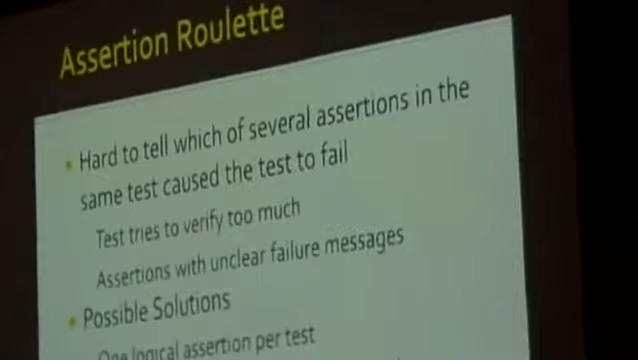 Assertion Roulette
• Hard to tell which of several assertions in the
same test caused the test to fail
Test tries to verify too much
Assertions with unclear failure messages
• Possible Solutions
One logical assertion per test